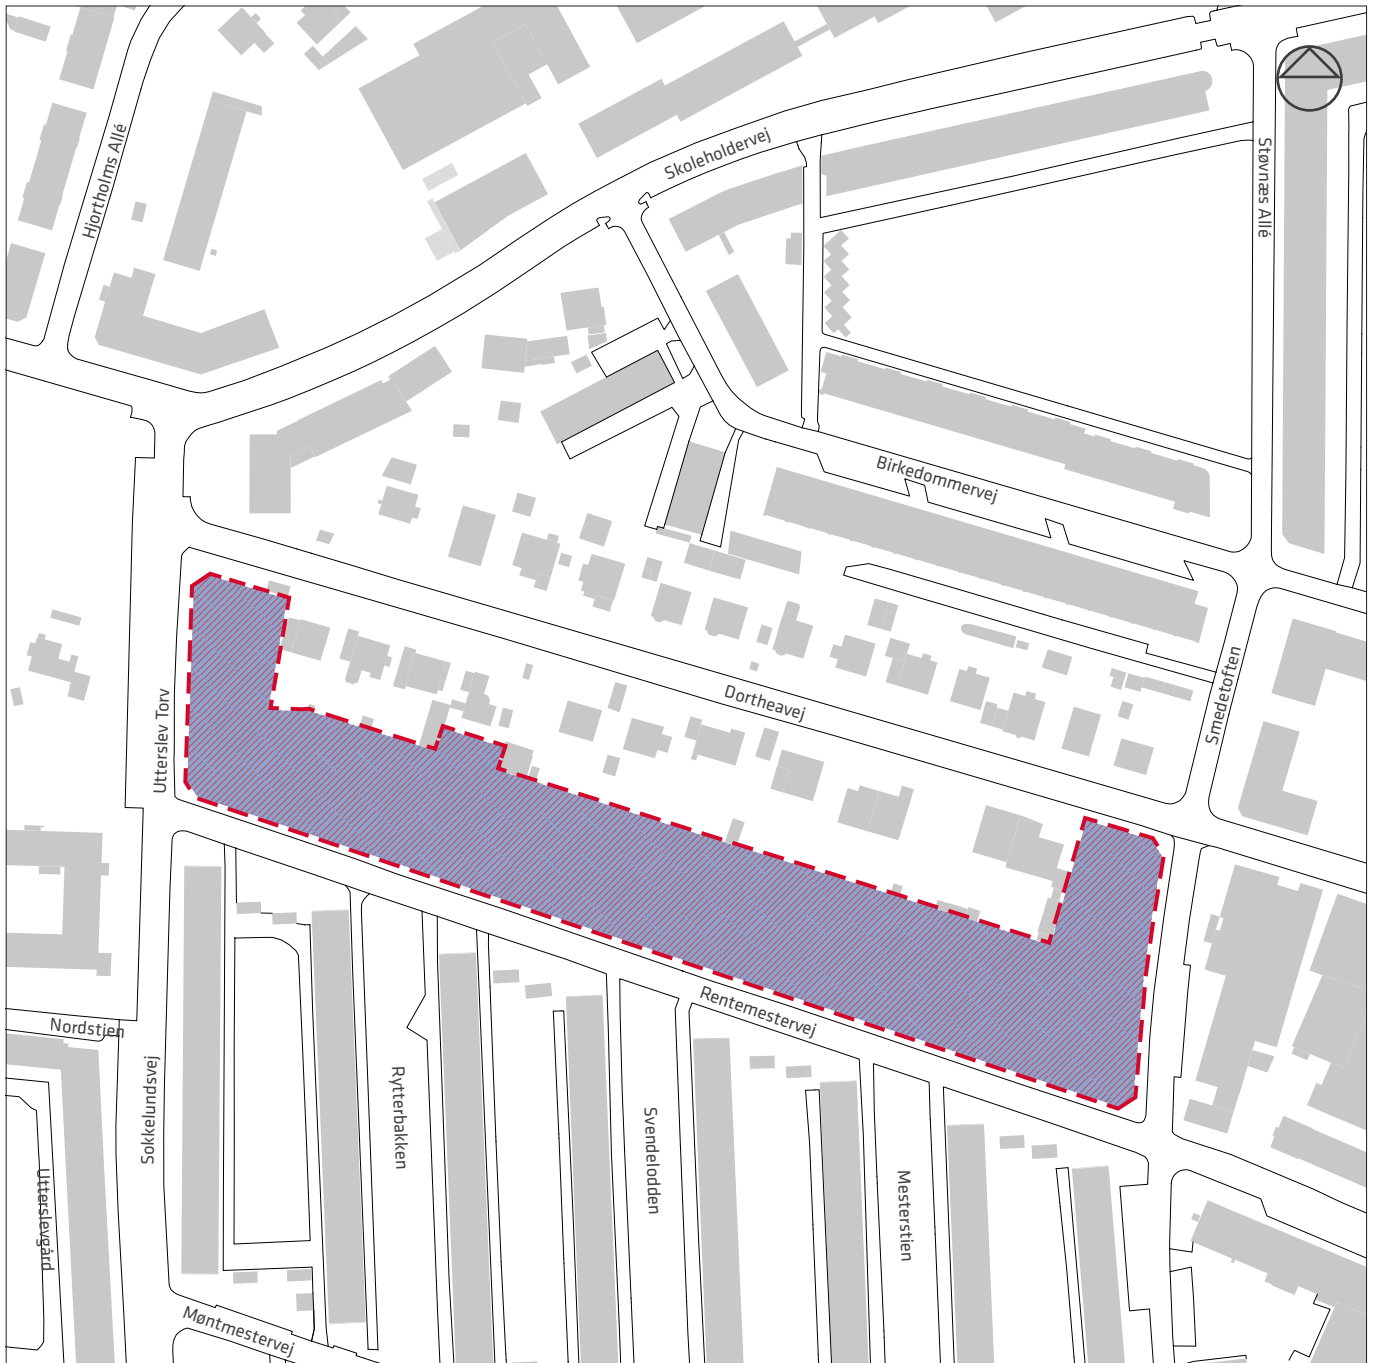 Hjortholms Allé
Skoleholdervej
Støvnæs Allé
Birkedommervej
Dortheavej
Smedetoften
Utterslev Torv
Rentemestervej
Nordstien
Sokkelundsvej
Rytterbakken
Svendelodden
Mesterstien
Utterslevgård
Møntmestervej